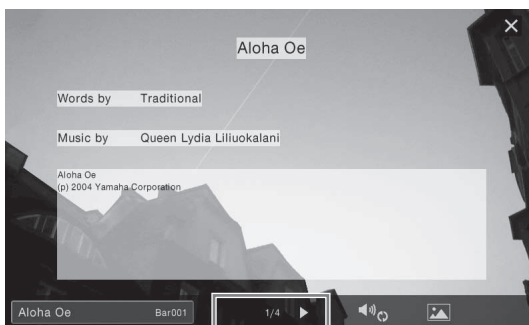 Aloha Oe
Words by Traditional
Music by Queen Lydia Liliuokalani
Aloha Oe
(p) 2004 Yamaha Corporation
Aloha Oe Bar001 1/4